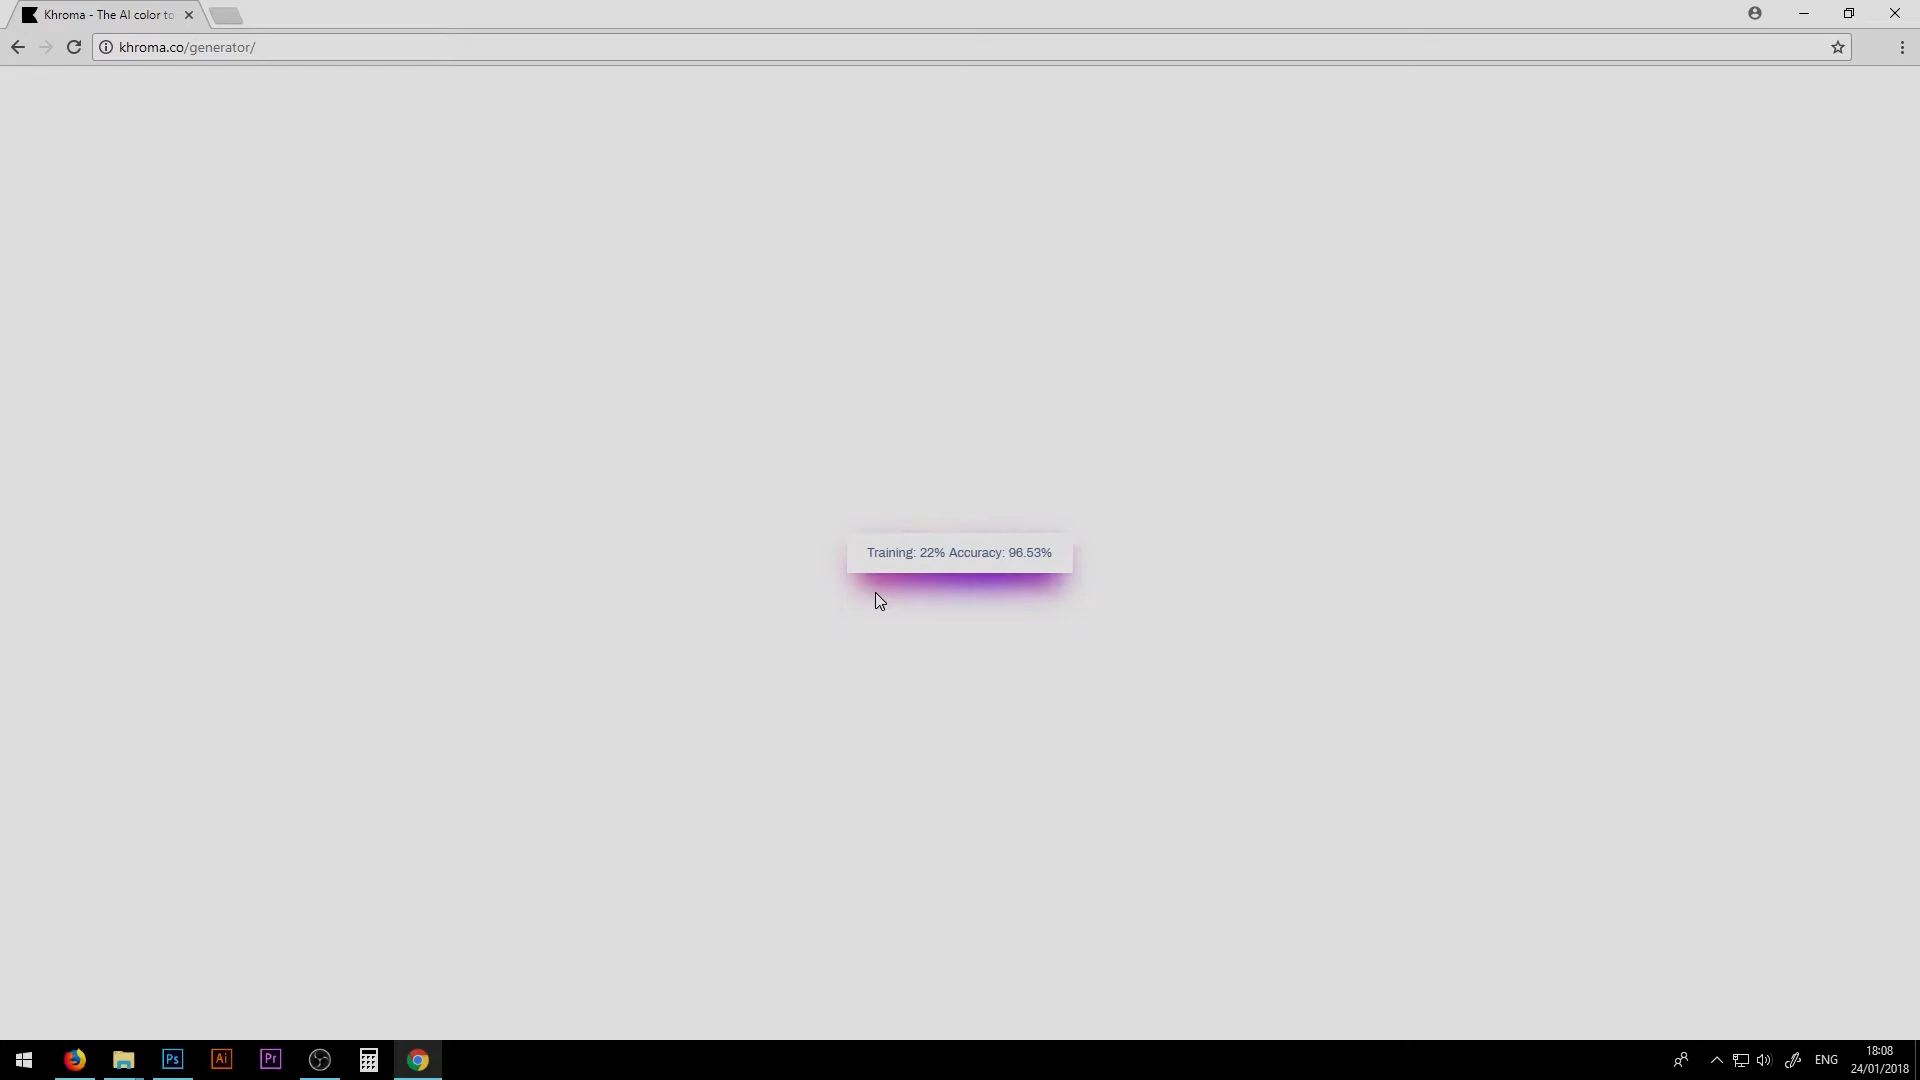 Khroma - The AI color to
khroma.co/generator/
Training: 22% Accuracy: 96.53%
Ps
Ai
Pr
ENG
18:08
24/01/2018